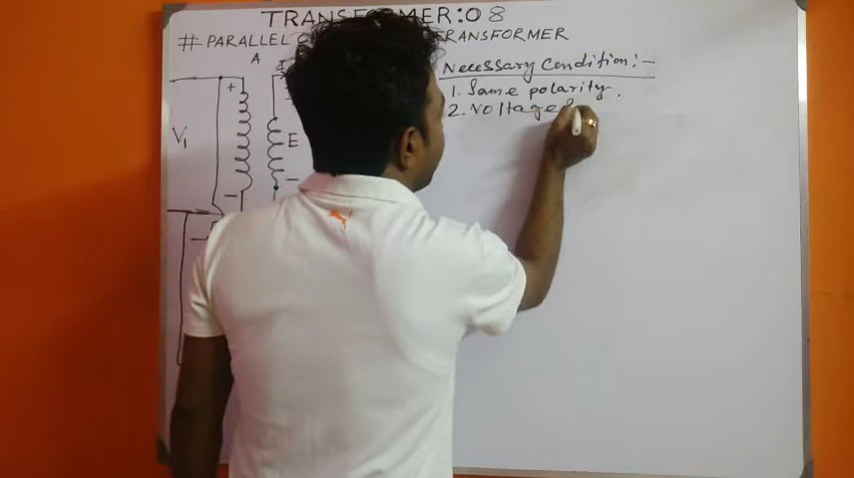 TRANSFORMER:08
# PARALLEL TRANSFORMER
A
Necessary Condition:-
+
1. Same polarity.
2. Voltage
V1
E
-
-